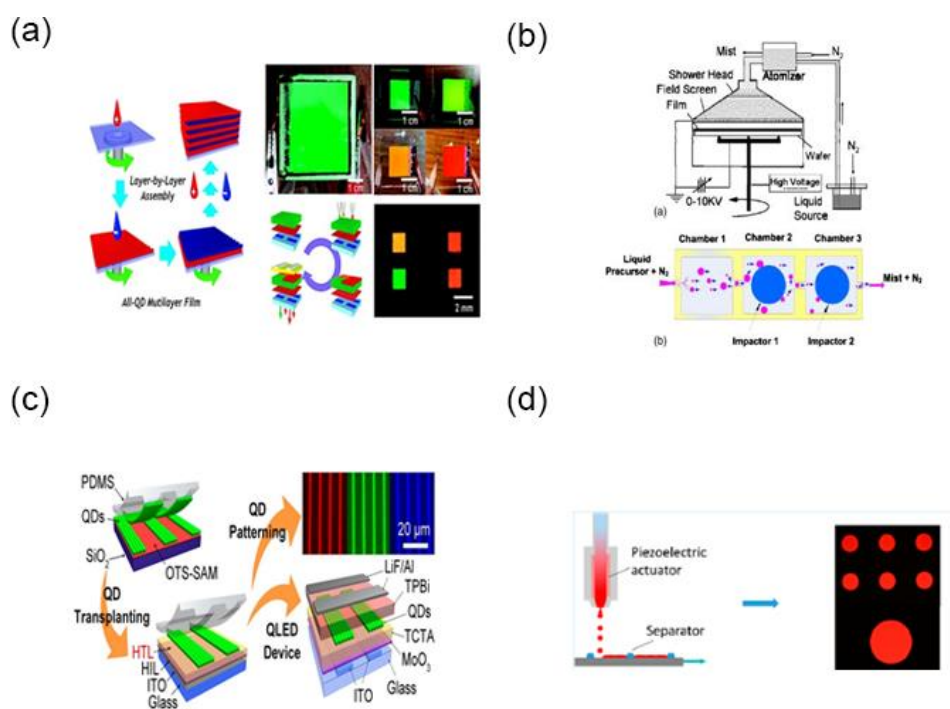 (a)
Layer-by-Layer
Assembly
All-QD Mutilayer Film
1 cm
1 cm
1 cm
1 cm
1 cm
2 mm
(b)
Mist
N2
Atomizer
Shower Head
Field Screen
Film
Wafer
N2
High Voltage
0-10KV
Liquid
Source
(a)
Chamber 1
Chamber 2
Chamber 3
Liquid
Precursor + N2
Mist + N2
(b)
Impactor 1
Impactor 2
(c)
PDMS
QDs
SiO2
OTS-SAM
QD
Patterning
20 μm
QD
Transplanting
HTL
HIL
ITO
Glass
QLED
Device
LiF/Al
TPBi
QDs
TCTA
MoO3
Glass
ITO
(d)
Piezoelectric
actuator
Separator